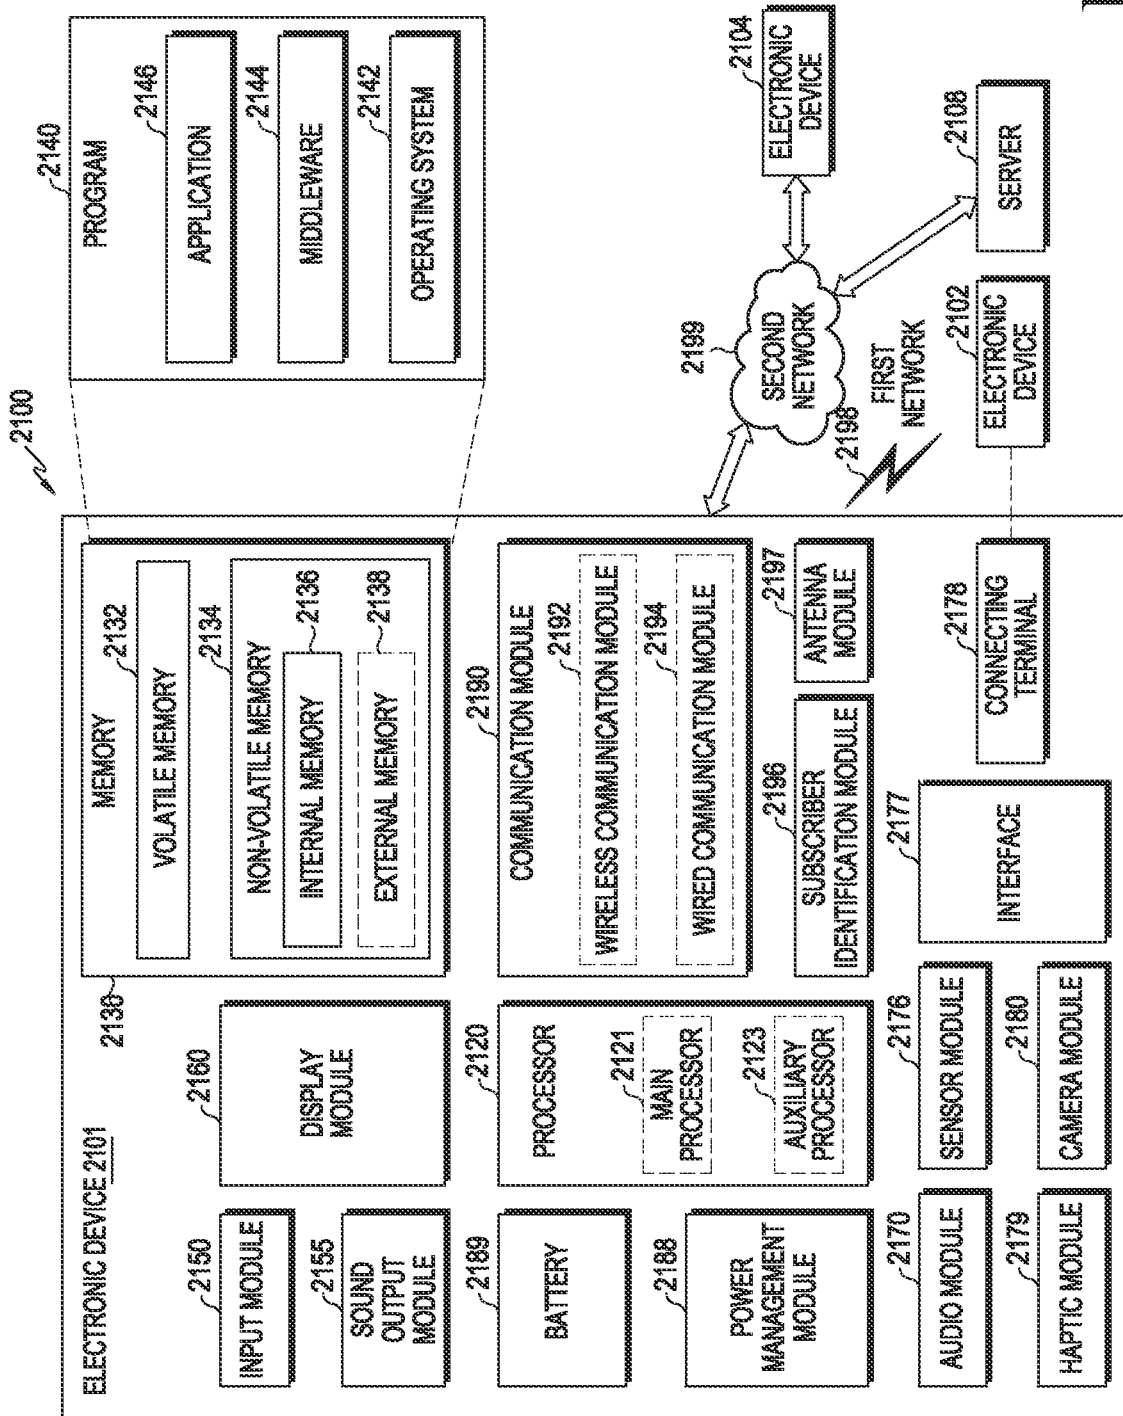 2100
ELECTRONIC DEVICE 2101
2150
INPUT MODULE
2155
SOUND
OUTPUT
MODULE
2189
BATTERY
2188
POWER
MANAGEMENT
MODULE
2170
AUDIO MODULE
2179
HAPTIC MODULE
2160
DISPLAY
MODULE
2120
PROCESSOR
2121
MAIN
PROCESSOR
2123
AUXILIARY
PROCESSOR
2176
SENSOR MODULE
2180
CAMERA MODULE
2130
MEMORY
2132
VOLATILE MEMORY
2134
NON-VOLATILE MEMORY
2136
INTERNAL MEMORY
2138
EXTERNAL MEMORY
2190
COMMUNICATION MODULE
2192
WIRELESS COMMUNICATION MODULE
2194
WIRED COMMUNICATION MODULE
2196
SUBSCRIBER
IDENTIFICATION MODULE
2197
ANTENNA
MODULE
2177
INTERFACE
2178
CONNECTING
TERMINAL
2140
PROGRAM
2146
APPLICATION
2144
MIDDLEWARE
2142
OPERATING SYSTEM
2199
SECOND
NETWORK
2198
FIRST
NETWORK
2104
ELECTRONIC
DEVICE
2108
SERVER
2102
ELECTRONIC
DEVICE